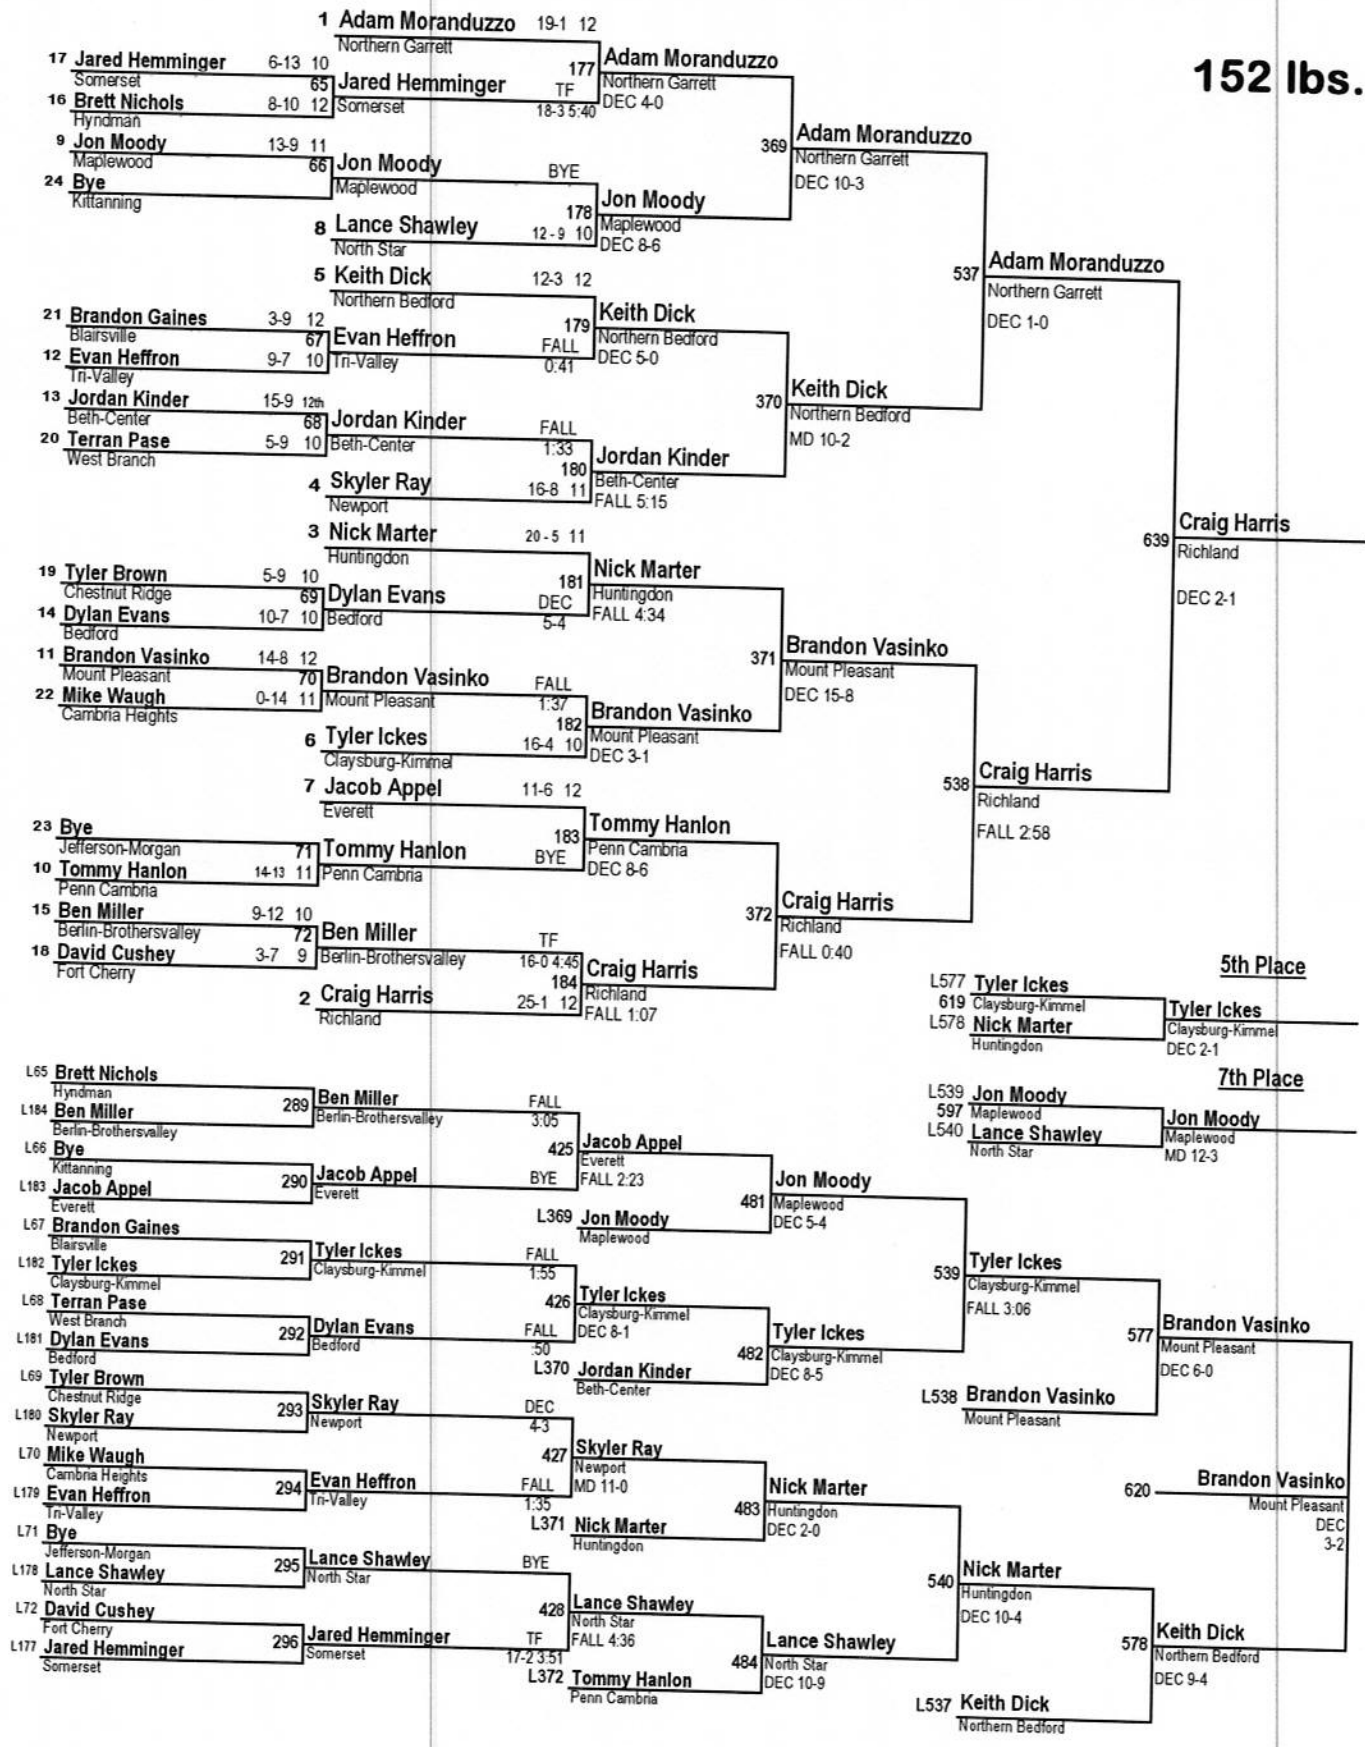 152 lbs.
1 Adam Moranduzzo 19-1 12
Northern Garrett
17 Jared Hemminger 6-13 10
Somerset
65
16 Brett Nichols 8-10 12
Hyndman
Jared Hemminger TF
Somerset 18-3 5:40
177
Adam Moranduzzo
Northern Garrett
DEC 4-0
9 Jon Moody 13-9 11
Maplewood
66
24 Bye
Kittanning
Jon Moody BYE
Maplewood
178
8 Lance Shawley 12-9 10
North Star
Jon Moody
Maplewood
DEC 8-6
369
Adam Moranduzzo
Northern Garrett
DEC 10-3
5 Keith Dick 12-3 12
Northern Bedford
21 Brandon Gaines 3-9 12
Blairsville
67
12 Evan Heffron 9-7 10
Tri-Valley
Evan Heffron FALL
Tri-Valley 0:41
179
Keith Dick
Northern Bedford
DEC 5-0
13 Jordan Kinder 15-9 12th
Beth-Center
68
20 Terran Pase 5-9 10
West Branch
Jordan Kinder FALL
Beth-Center 1:33
180
4 Skyler Ray 16-8 11
Newport
Jordan Kinder
Beth-Center
FALL 5:15
370
Keith Dick
Northern Bedford
MD 10-2
537
Adam Moranduzzo
Northern Garrett
DEC 1-0
3 Nick Marter 20-5 11
Huntingdon
19 Tyler Brown 5-9 10
Chestnut Ridge
69
14 Dylan Evans 10-7 10
Bedford
Dylan Evans DEC
Bedford 5-4
181
Nick Marter
Huntingdon
FALL 4:34
11 Brandon Vasinko 14-8 12
Mount Pleasant
70
22 Mike Waugh 0-14 11
Cambria Heights
Brandon Vasinko FALL
Mount Pleasant 1:37
182
6 Tyler Ickes 16-4 10
Claysburg-Kimmel
Brandon Vasinko
Mount Pleasant
DEC 3-1
371
Brandon Vasinko
Mount Pleasant
DEC 15-8
7 Jacob Appel 11-6 12
Everett
23 Bye
Jefferson-Morgan
71
10 Tommy Hanlon 14-13 11
Penn Cambria
Tommy Hanlon BYE
Penn Cambria
183
Tommy Hanlon
Penn Cambria
DEC 8-6
15 Ben Miller 9-12 10
Berlin-Brothersvalley
72
18 David Cushey 3-7 9
Fort Cherry
Ben Miller TF
Berlin-Brothersvalley 16-0 4:45
184
2 Craig Harris 25-1 12
Richland
Craig Harris
Richland
FALL 1:07
372
Craig Harris
Richland
FALL 0:40
538
Craig Harris
Richland
FALL 2:58
639
Craig Harris
Richland
DEC 2-1
5th Place
L577 Tyler Ickes
619 Claysburg-Kimmel
L578 Nick Marter
Huntingdon
Tyler Ickes
Claysburg-Kimmel
DEC 2-1
7th Place
L539 Jon Moody
597 Maplewood
L540 Lance Shawley
North Star
Jon Moody
Maplewood
MD 12-3
L65 Brett Nichols
Hyndman
L184 Ben Miller
Berlin-Brothersvalley
289
Ben Miller FALL
Berlin-Brothersvalley 3:05
L66 Bye
Kittanning
L183 Jacob Appel
Everett
290
Jacob Appel BYE
Everett
425
Jacob Appel
Everett
FALL 2:23
L369 Jon Moody
Maplewood
481
Jon Moody
Maplewood
DEC 5-4
L67 Brandon Gaines
Blairsville
L182 Tyler Ickes
Claysburg-Kimmel
291
Tyler Ickes FALL
Claysburg-Kimmel 1:55
L68 Terran Pase
West Branch
L181 Dylan Evans
Bedford
292
Dylan Evans FALL
Bedford :50
426
Tyler Ickes
Claysburg-Kimmel
DEC 8-1
L370 Jordan Kinder
Beth-Center
482
Tyler Ickes
Claysburg-Kimmel
DEC 8-5
539
Tyler Ickes
Claysburg-Kimmel
FALL 3:06
L538 Brandon Vasinko
Mount Pleasant
577
Brandon Vasinko
Mount Pleasant
DEC 6-0
L69 Tyler Brown
Chestnut Ridge
L180 Skyler Ray
Newport
293
Skyler Ray DEC
Newport 4-3
L70 Mike Waugh
Cambria Heights
L179 Evan Heffron
Tri-Valley
294
Evan Heffron FALL
Tri-Valley 1:35
427
Skyler Ray
Newport
MD 11-0
L371 Nick Marter
Huntingdon
483
Nick Marter
Huntingdon
DEC 2-0
L71 Bye
Jefferson-Morgan
L178 Lance Shawley
North Star
295
Lance Shawley BYE
North Star
L72 David Cushey
Fort Cherry
L177 Jared Hemminger
Somerset
296
Jared Hemminger TF
Somerset 17-2 3:51
428
Lance Shawley
North Star
FALL 4:36
L372 Tommy Hanlon
Penn Cambria
484
Lance Shawley
North Star
DEC 10-9
540
Nick Marter
Huntingdon
DEC 10-4
L537 Keith Dick
Northern Bedford
578
Keith Dick
Northern Bedford
DEC 9-4
620
Brandon Vasinko
Mount Pleasant
DEC
3-2